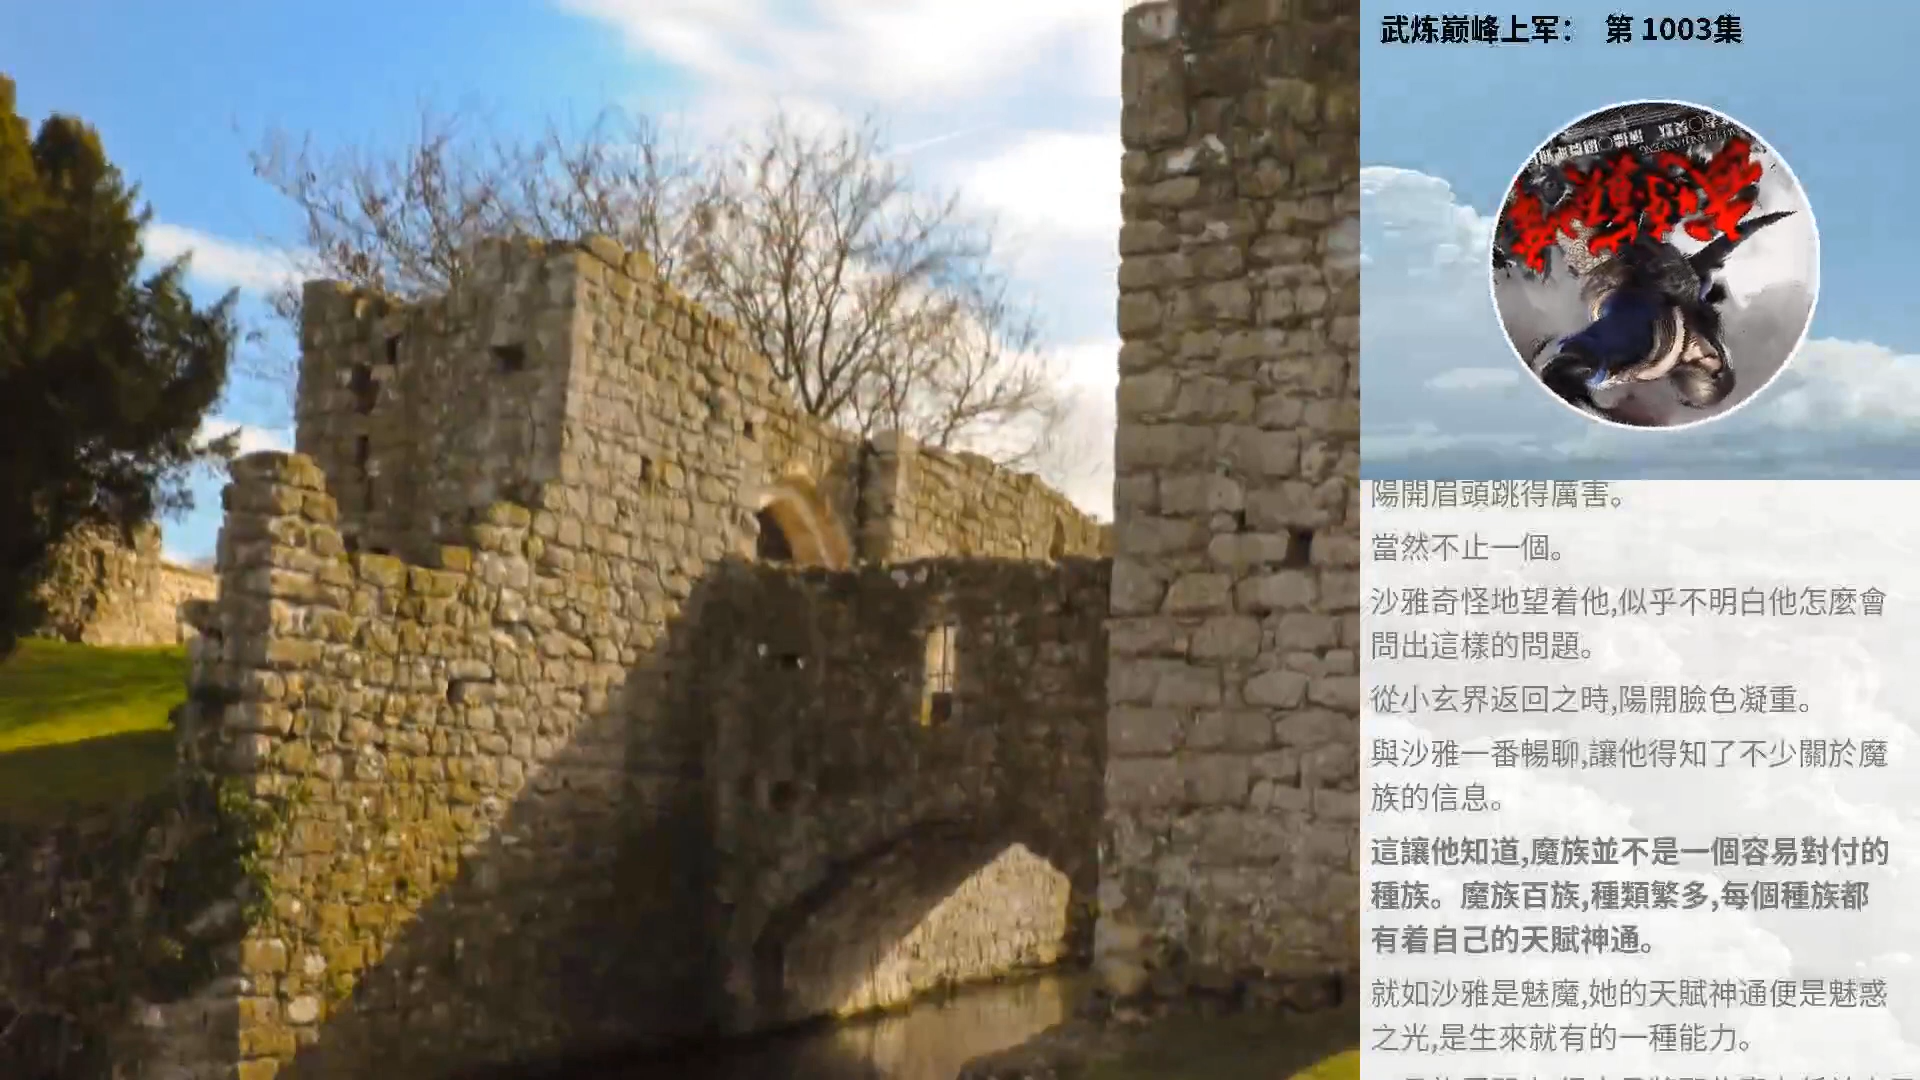 武炼巅峰上军： 第 1003集
陽開眉頭跳得厲害。
當然不止一個。
沙雅奇怪地望着他,似乎不明白他怎麼會
問出這樣的問題。
從小玄界返回之時,陽開臉色凝重。
與沙雅一番暢聊,讓他得知了不少關於魔
族的信息。
這讓他知道,魔族並不是一個容易對付的
種族。魔族百族,種類繁多,每個種族都
有着自己的天賦神通。
就如沙雅是魅魔,她的天賦神通便是魅惑
之光,是生來就有的一種能力。